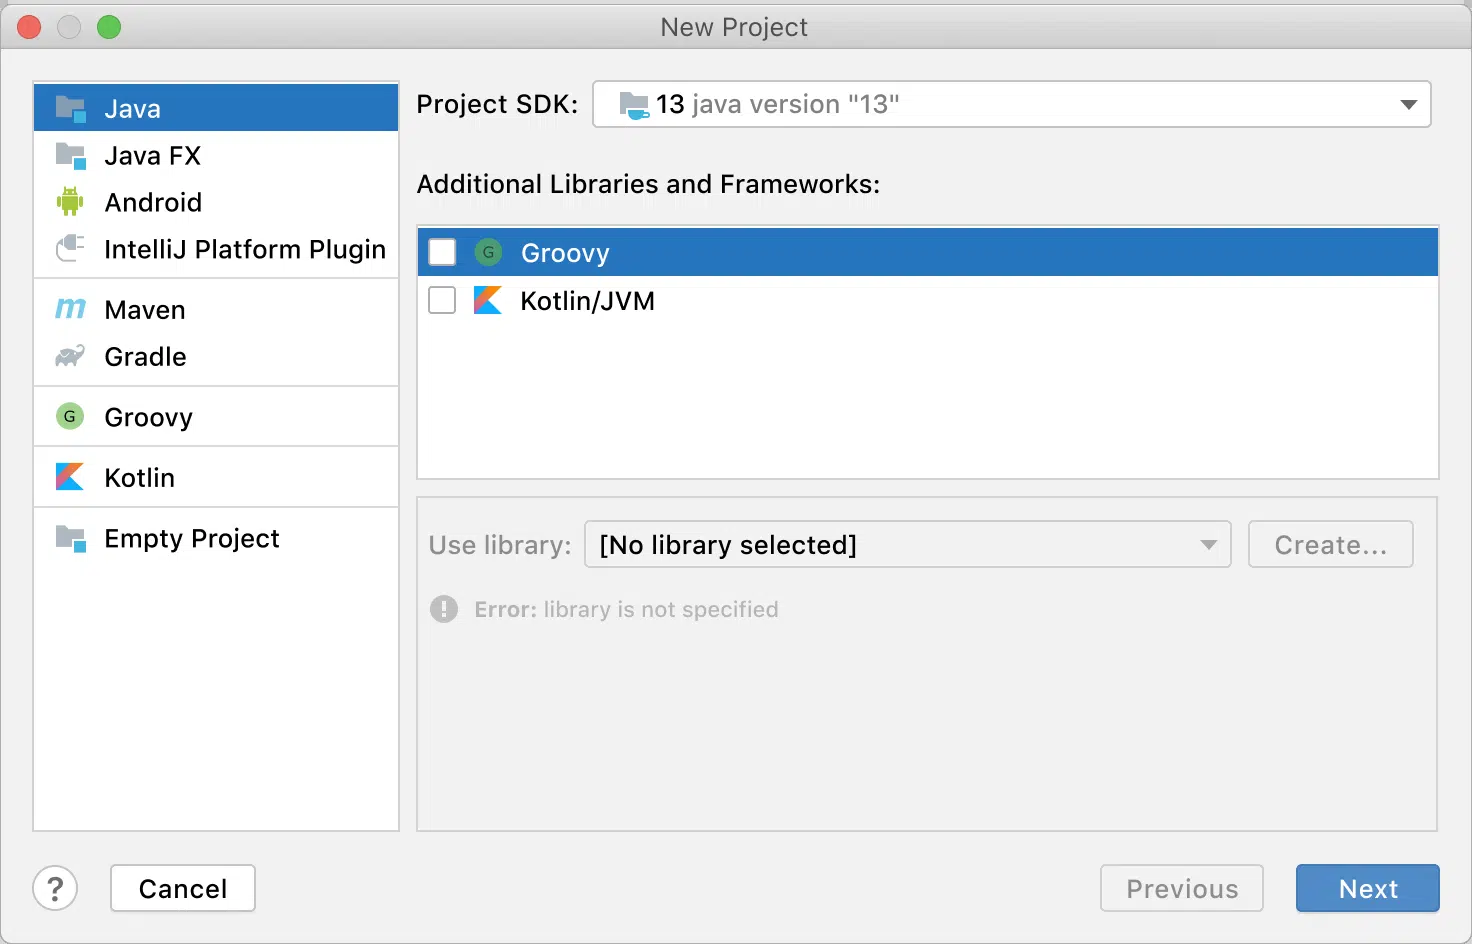 New Project
Java
Java FX
Android
IntelliJ Platform Plugin
m Maven
Gradle
G Groovy
Kotlin
Empty Project
Project SDK: 13 java version "13"
Additional Libraries and Frameworks:
G Groovy
Kotlin/JVM
Use library: [No library selected] Create...
! Error: library is not specified
? Cancel Previous Next